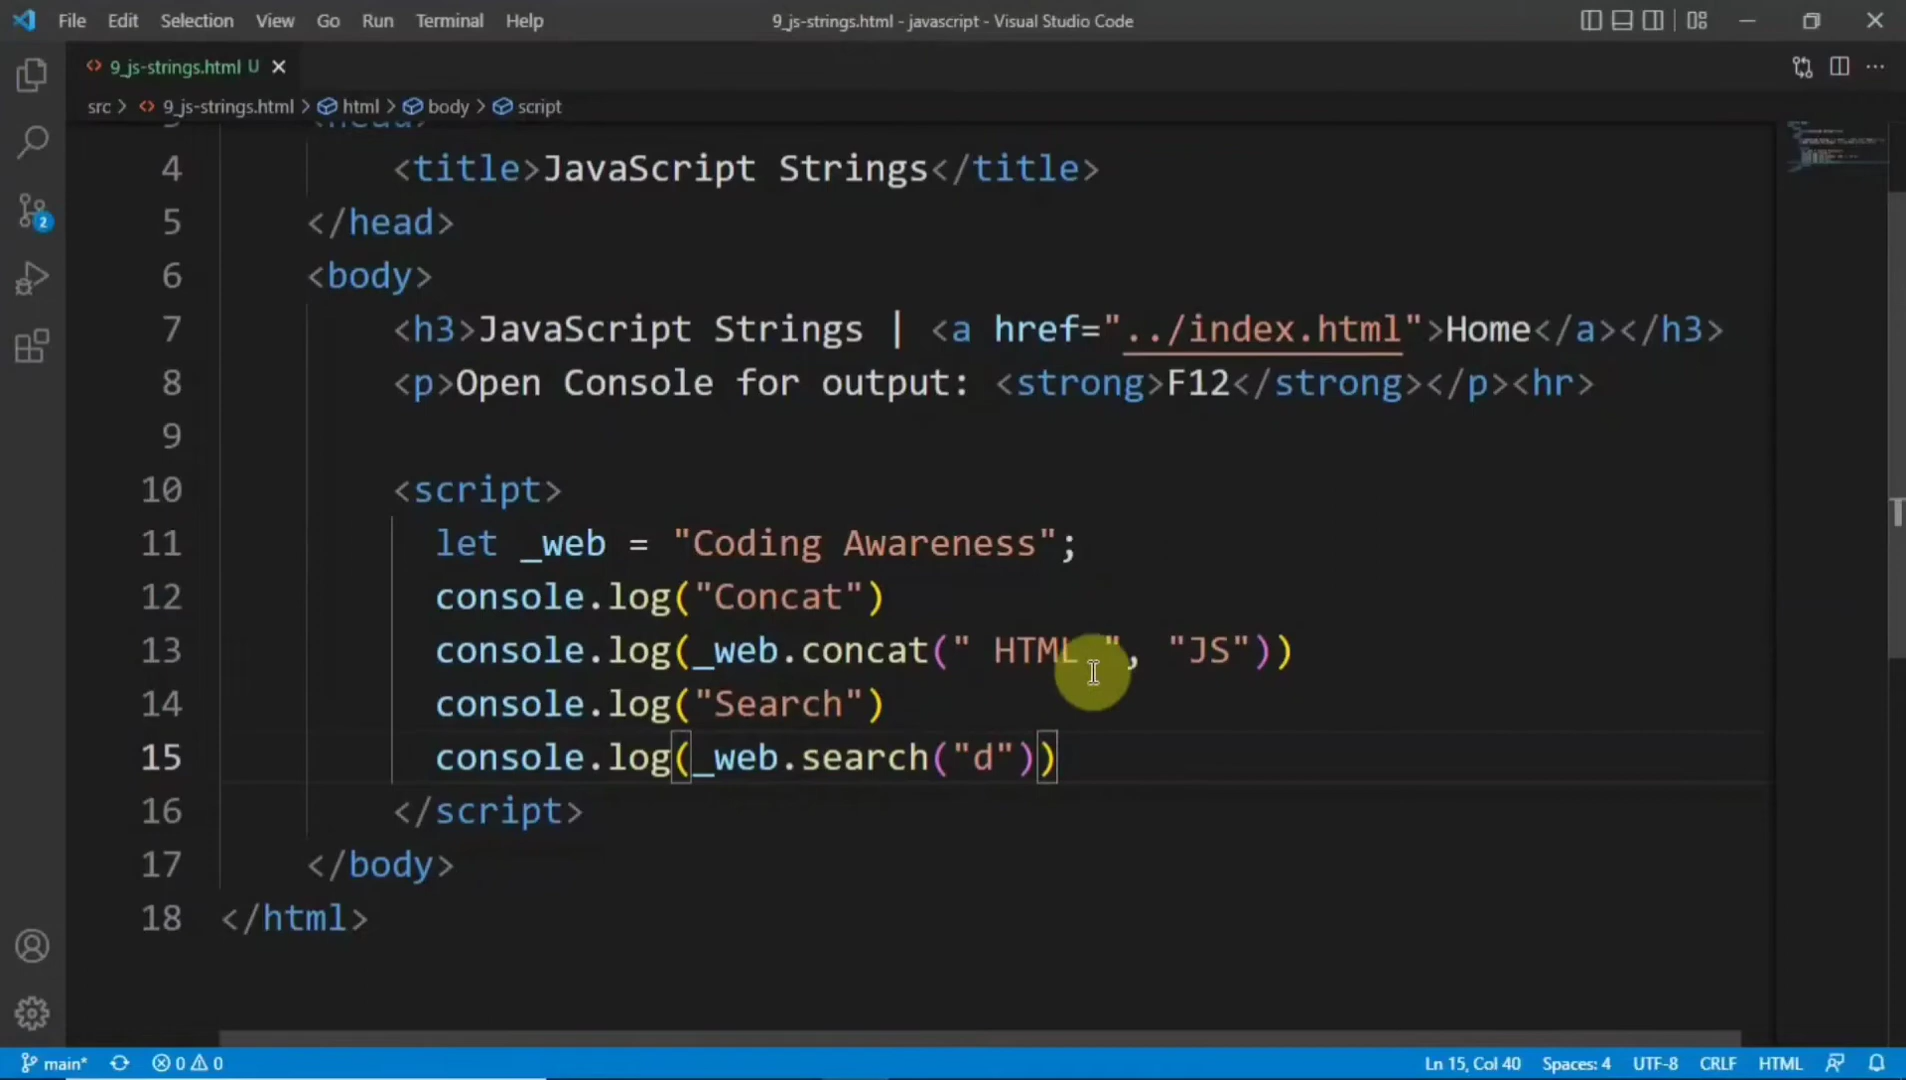 File Edit Selection View Go Run Terminal Help 9_js-strings.html - javascript - Visual Studio Code
9_js-strings.html U
src > 9_js-strings.html > html > body > script
4 <title>JavaScript Strings</title>
5 </head>
6 <body>
7 <h3>JavaScript Strings | <a href="../index.html">Home</a></h3>
8 <p>Open Console for output: <strong>F12</strong></p><hr>
9
10 <script>
11 let _web = "Coding Awareness";
12 console.log("Concat")
13 console.log(_web.concat(" HTML ", "JS"))
14 console.log("Search")
15 console.log(_web.search("d"))
16 </script>
17 </body>
18 </html>
2
main* 0 0 Ln 15, Col 40 Spaces: 4 UTF-8 CRLF HTML